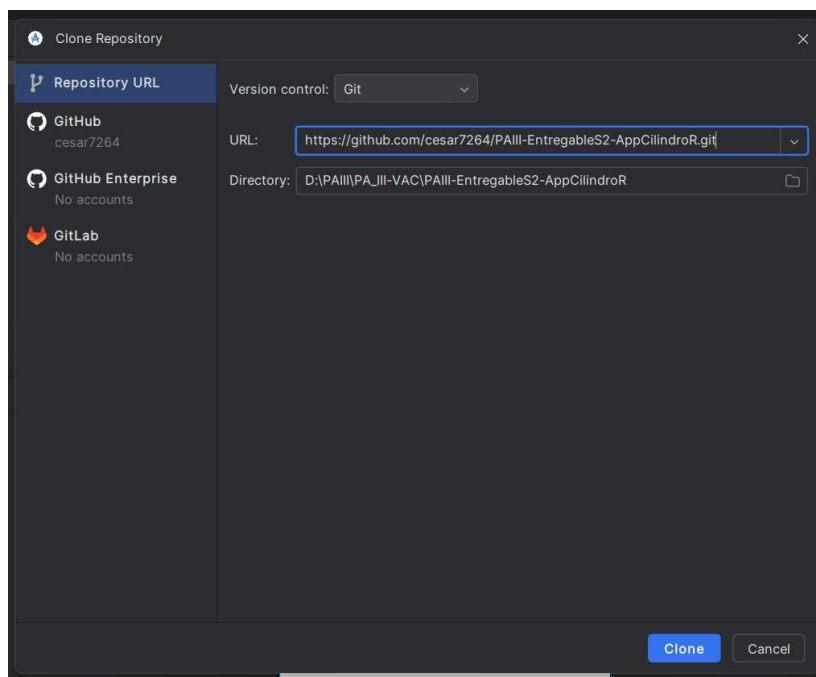 Clone Repository
Repository URL
GitHub
cesar7264
GitHub Enterprise
No accounts
GitLab
No accounts
Version control: Git
URL: https://github.com/cesar7264/PAIII-EntregableS2-AppCilindroR.git
Directory: D:\PAIII\PA_III-VAC\PAIII-EntregableS2-AppCilindroR
Clone Cancel